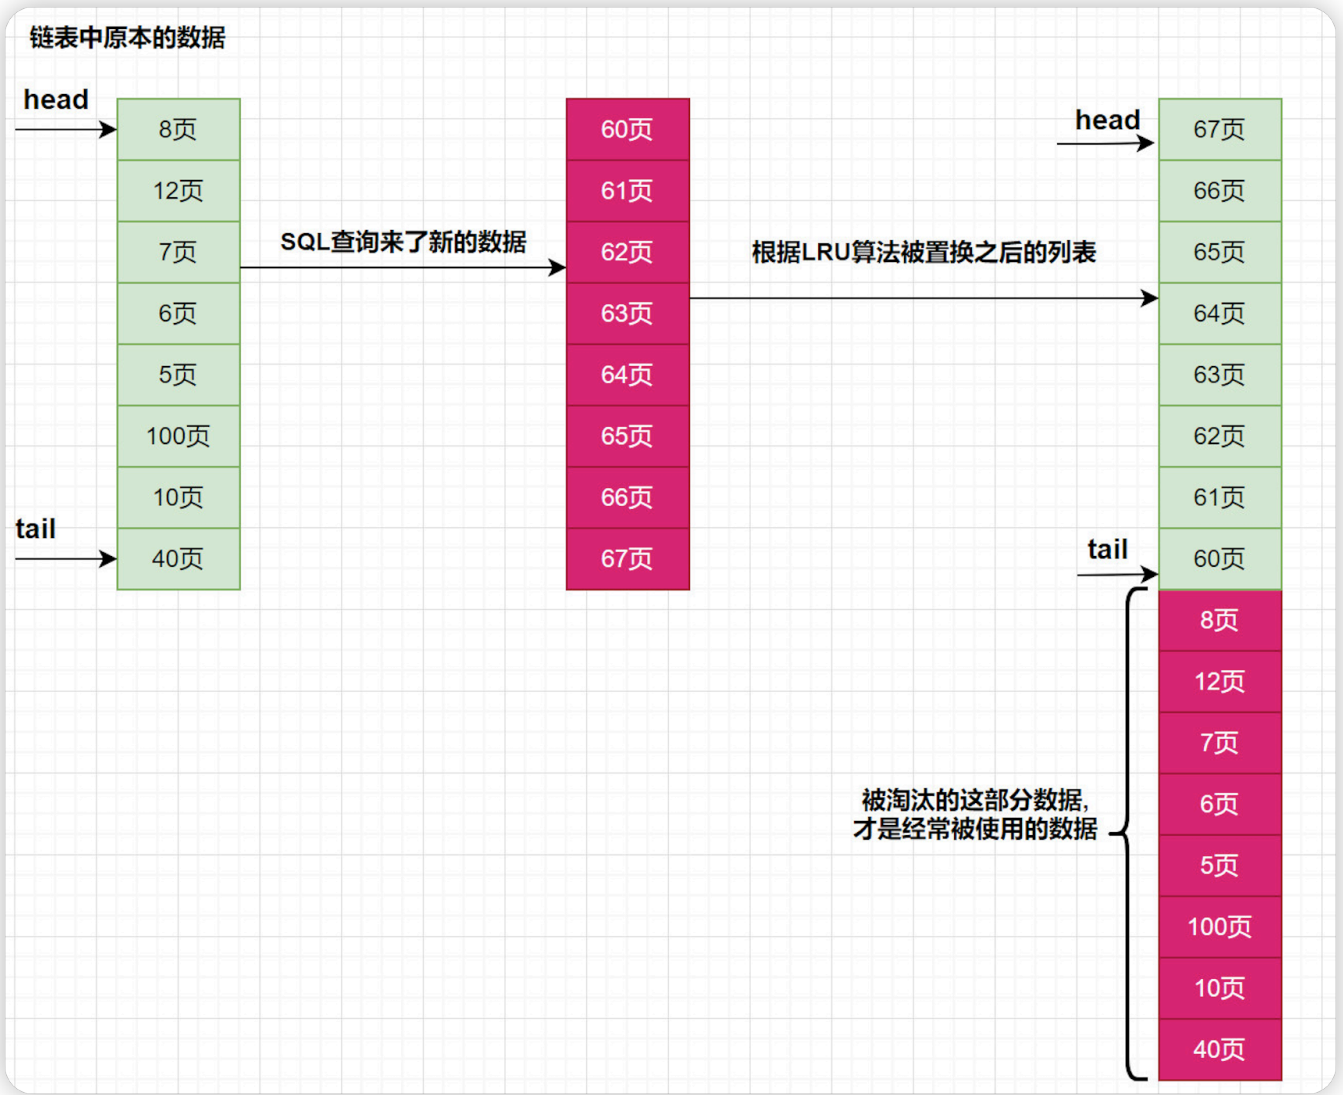 链表中原本的数据
head
8页
12页
7页
6页
5页
100页
10页
40页
tail
SQL查询来了新的数据
60页
61页
62页
63页
64页
65页
66页
67页
根据LRU算法被置换之后的列表
head
67页
66页
65页
64页
63页
62页
61页
60页
tail
8页
12页
7页
6页
5页
100页
10页
40页
被淘汰的这部分数据,
才是经常被使用的数据